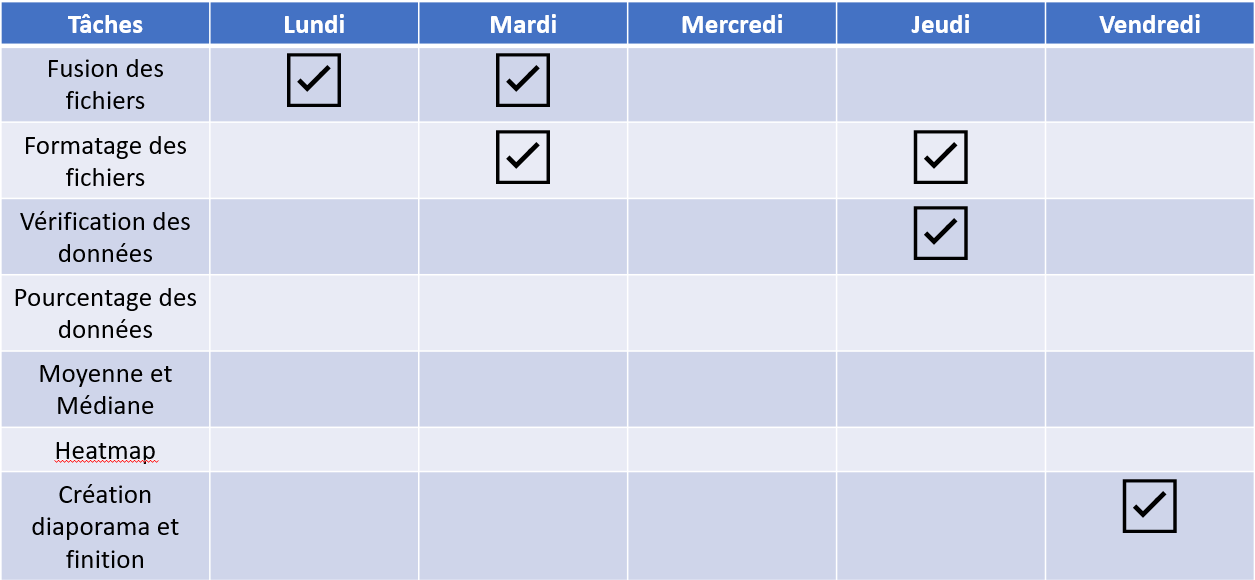 Tâches Lundi Mardi Mercredi Jeudi Vendredi
Fusion des
fichiers
Formatage des
fichiers
Vérification des
données
Pourcentage des
données
Moyenne et
Médiane
Heatmap
Création
diaporama et
finition